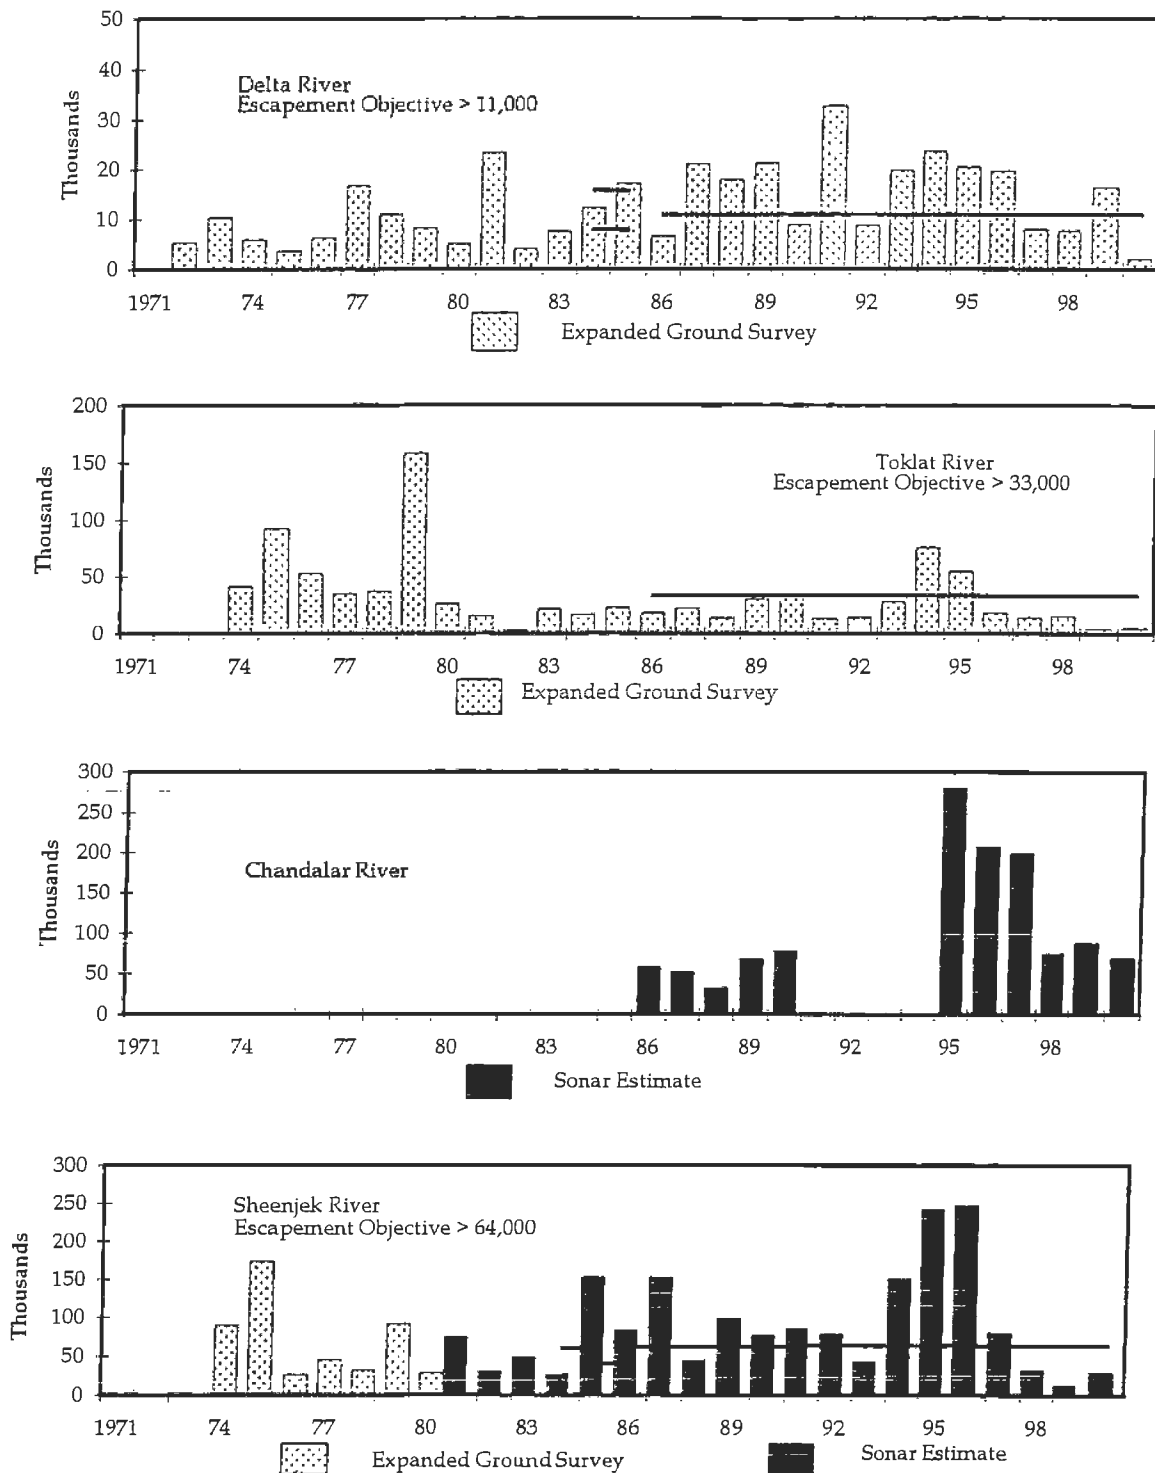 50
40
30
20
10
0
Thousands
Delta River
Escapement Objective > 11,000
1971 74 77 80 83 86 89 92 95 98
Expanded Ground Survey
200
150
100
50
0
Thousands
Toklat River
Escapement Objective > 33,000
1971 74 77 80 83 86 89 92 95 98
Expanded Ground Survey
300
250
200
150
100
50
0
Thousands
Chandalar River
1971 74 77 80 83 86 89 92 95 98
Sonar Estimate
300
250
200
150
100
50
0
Thousands
Sheenjek River
Escapement Objective > 64,000
1971 74 77 80 83 86 89 92 95 98
Expanded Ground Survey Sonar Estimate